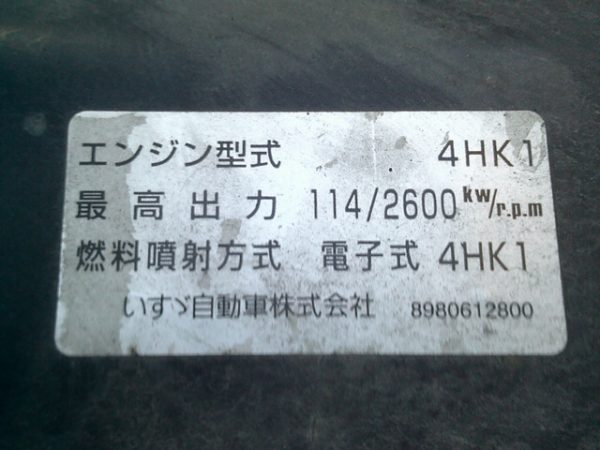 エンジン型式 4HK1
最高出力 114/2600 kw/r.p.m
燃料噴射方式 電子式 4HK1
いすゞ自動車株式会社 8980612800